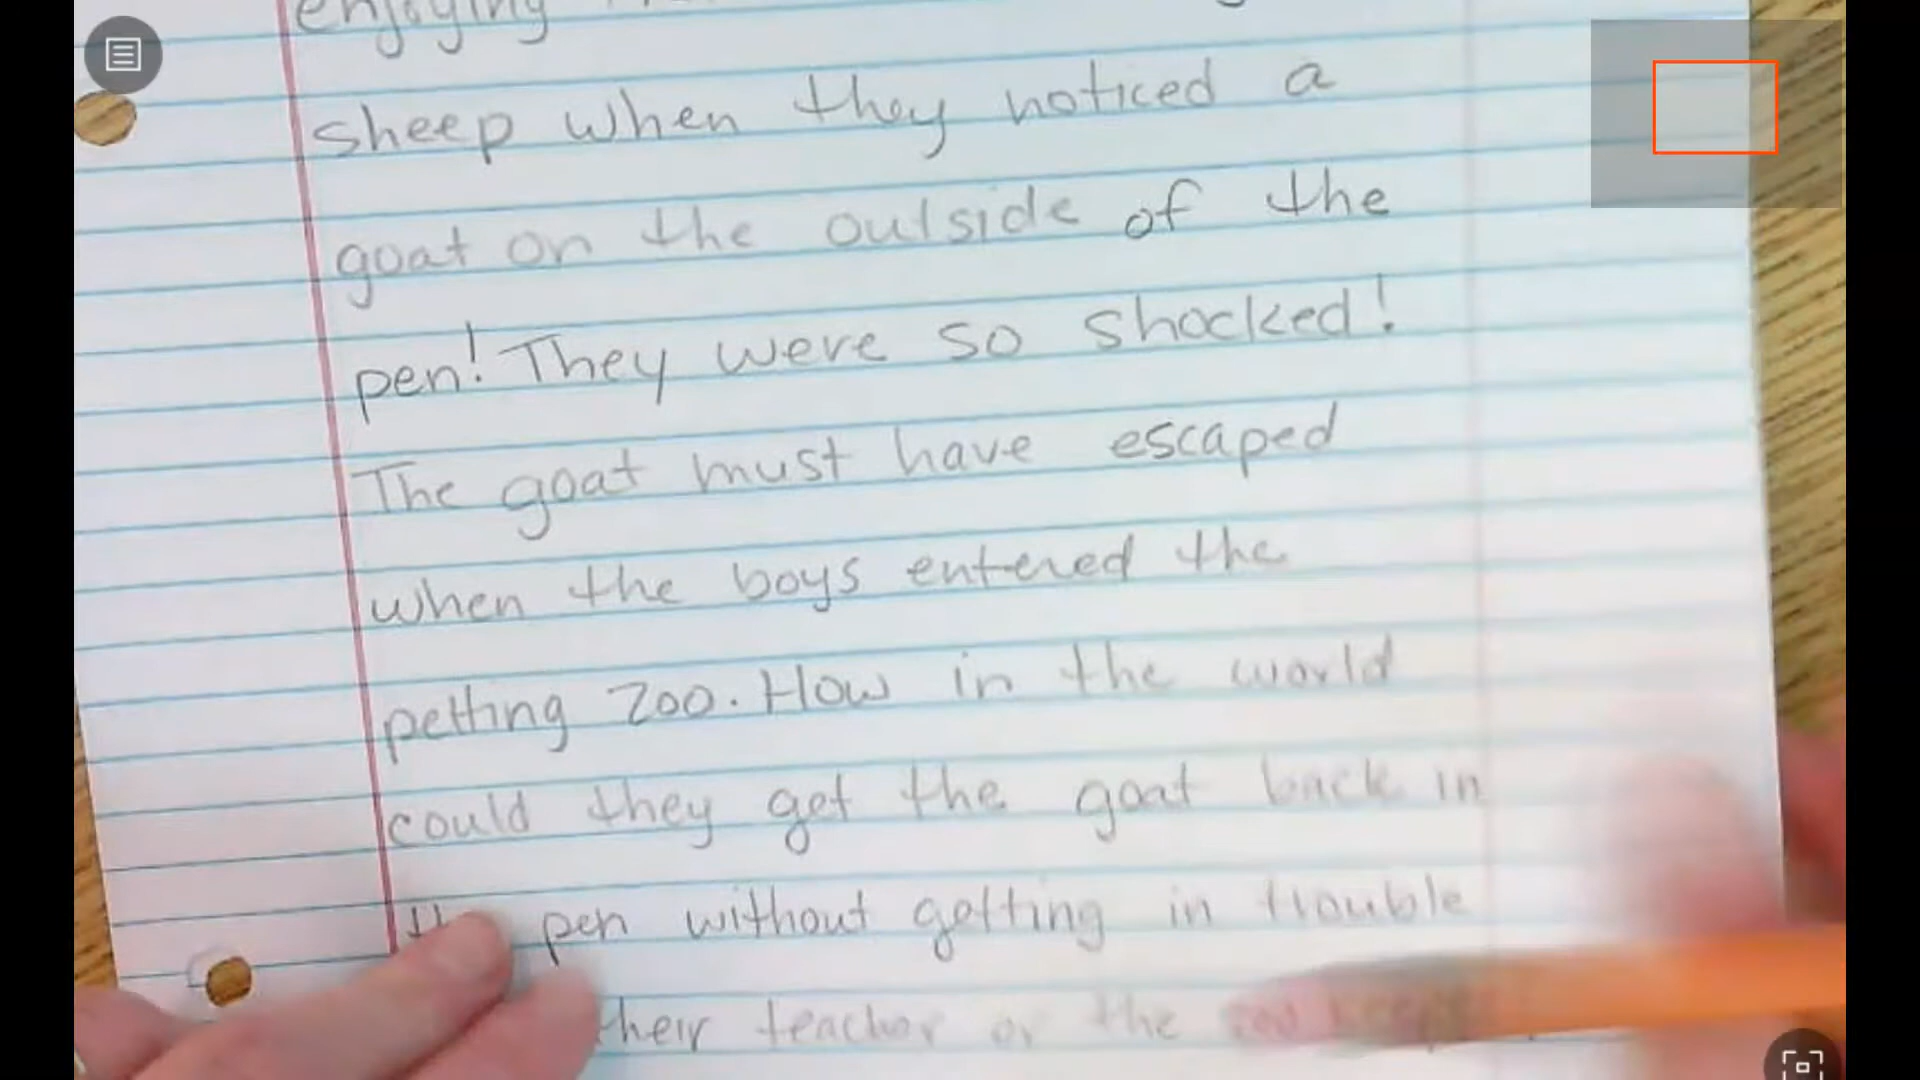 enjoying
sheep when they noticed a
goat on the outside of the
pen! They were so shocked!
The goat must have escaped
when the boys entered the
petting zoo. How in the world
could they get the goat back in
the pen without getting in trouble
their teacher or the